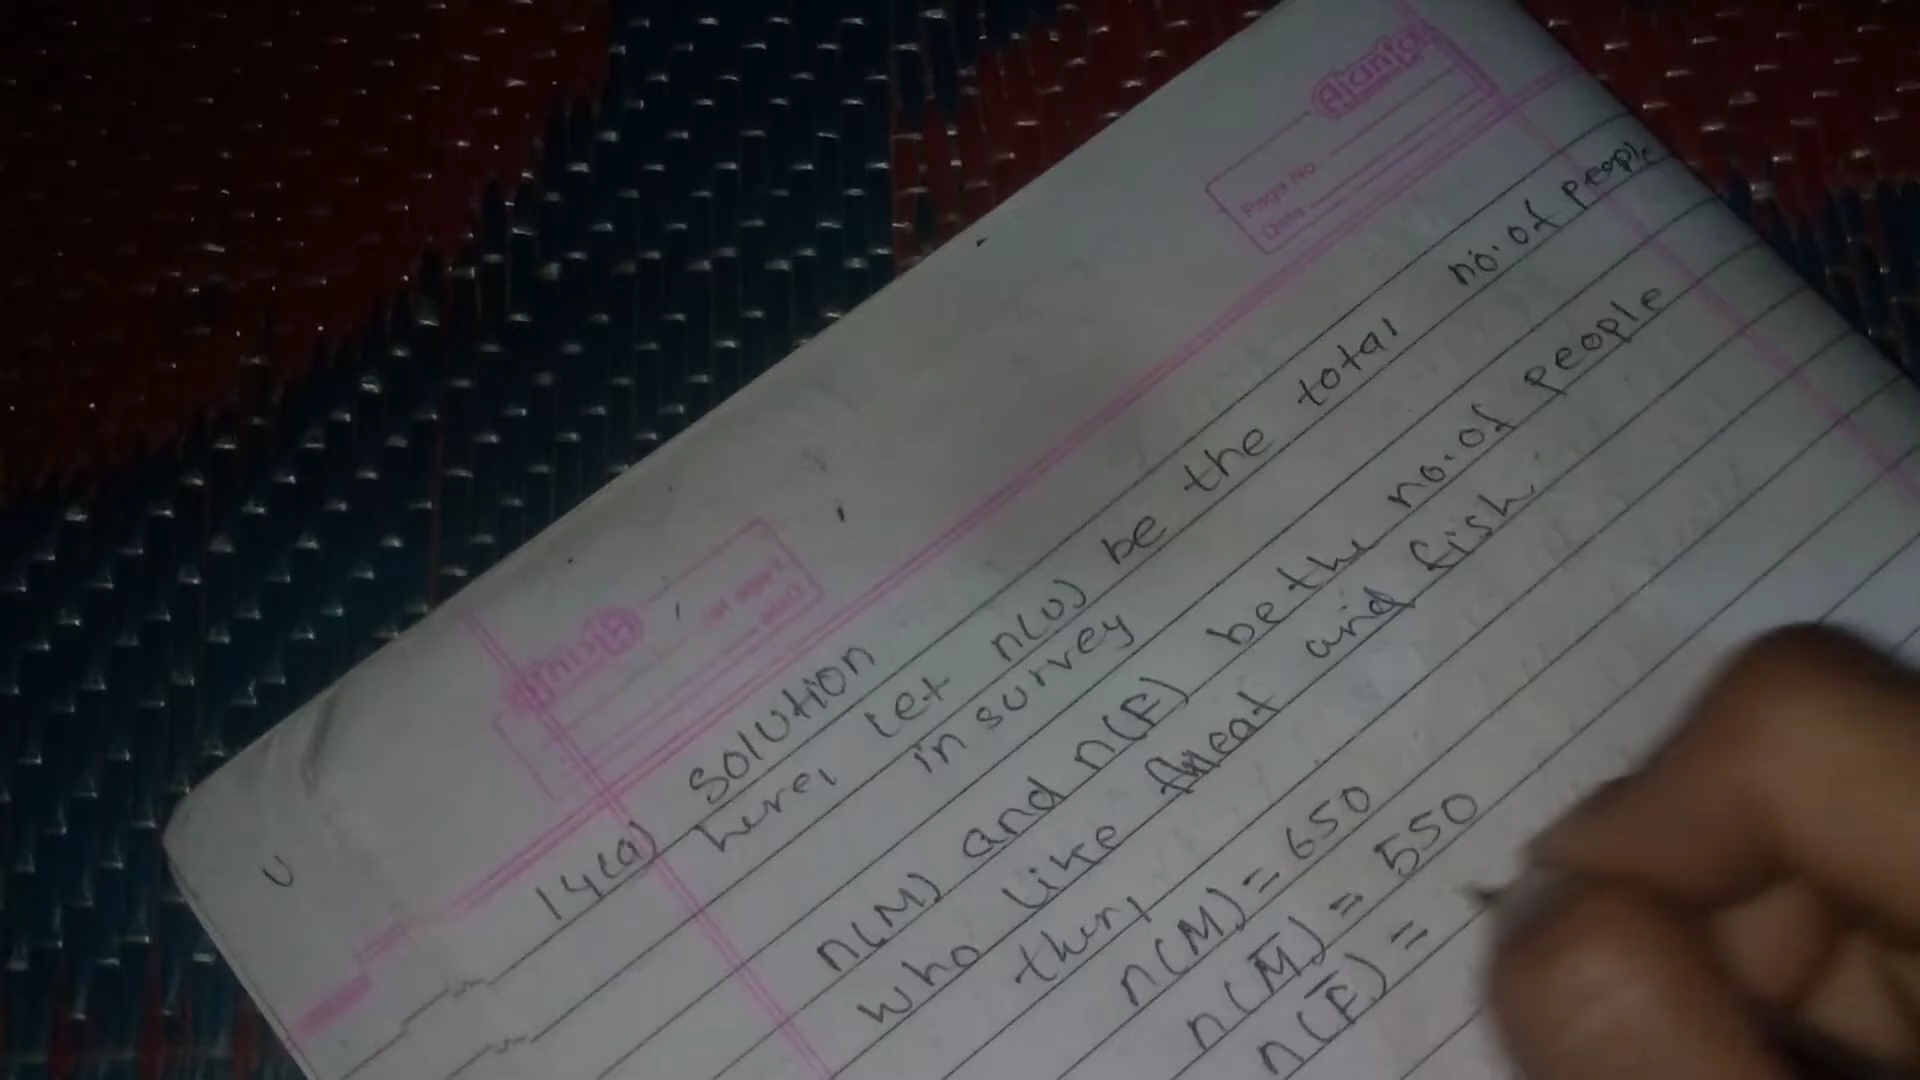 Ajanta
Page No.
Date
14(a) solution
here, let n(U) be the total no. of people
in survey
n(M) and n(F) be the no. of people
who like meat and fish.
then,
n(M) = 650
n(M̅) = 550
n(F̅) =
U